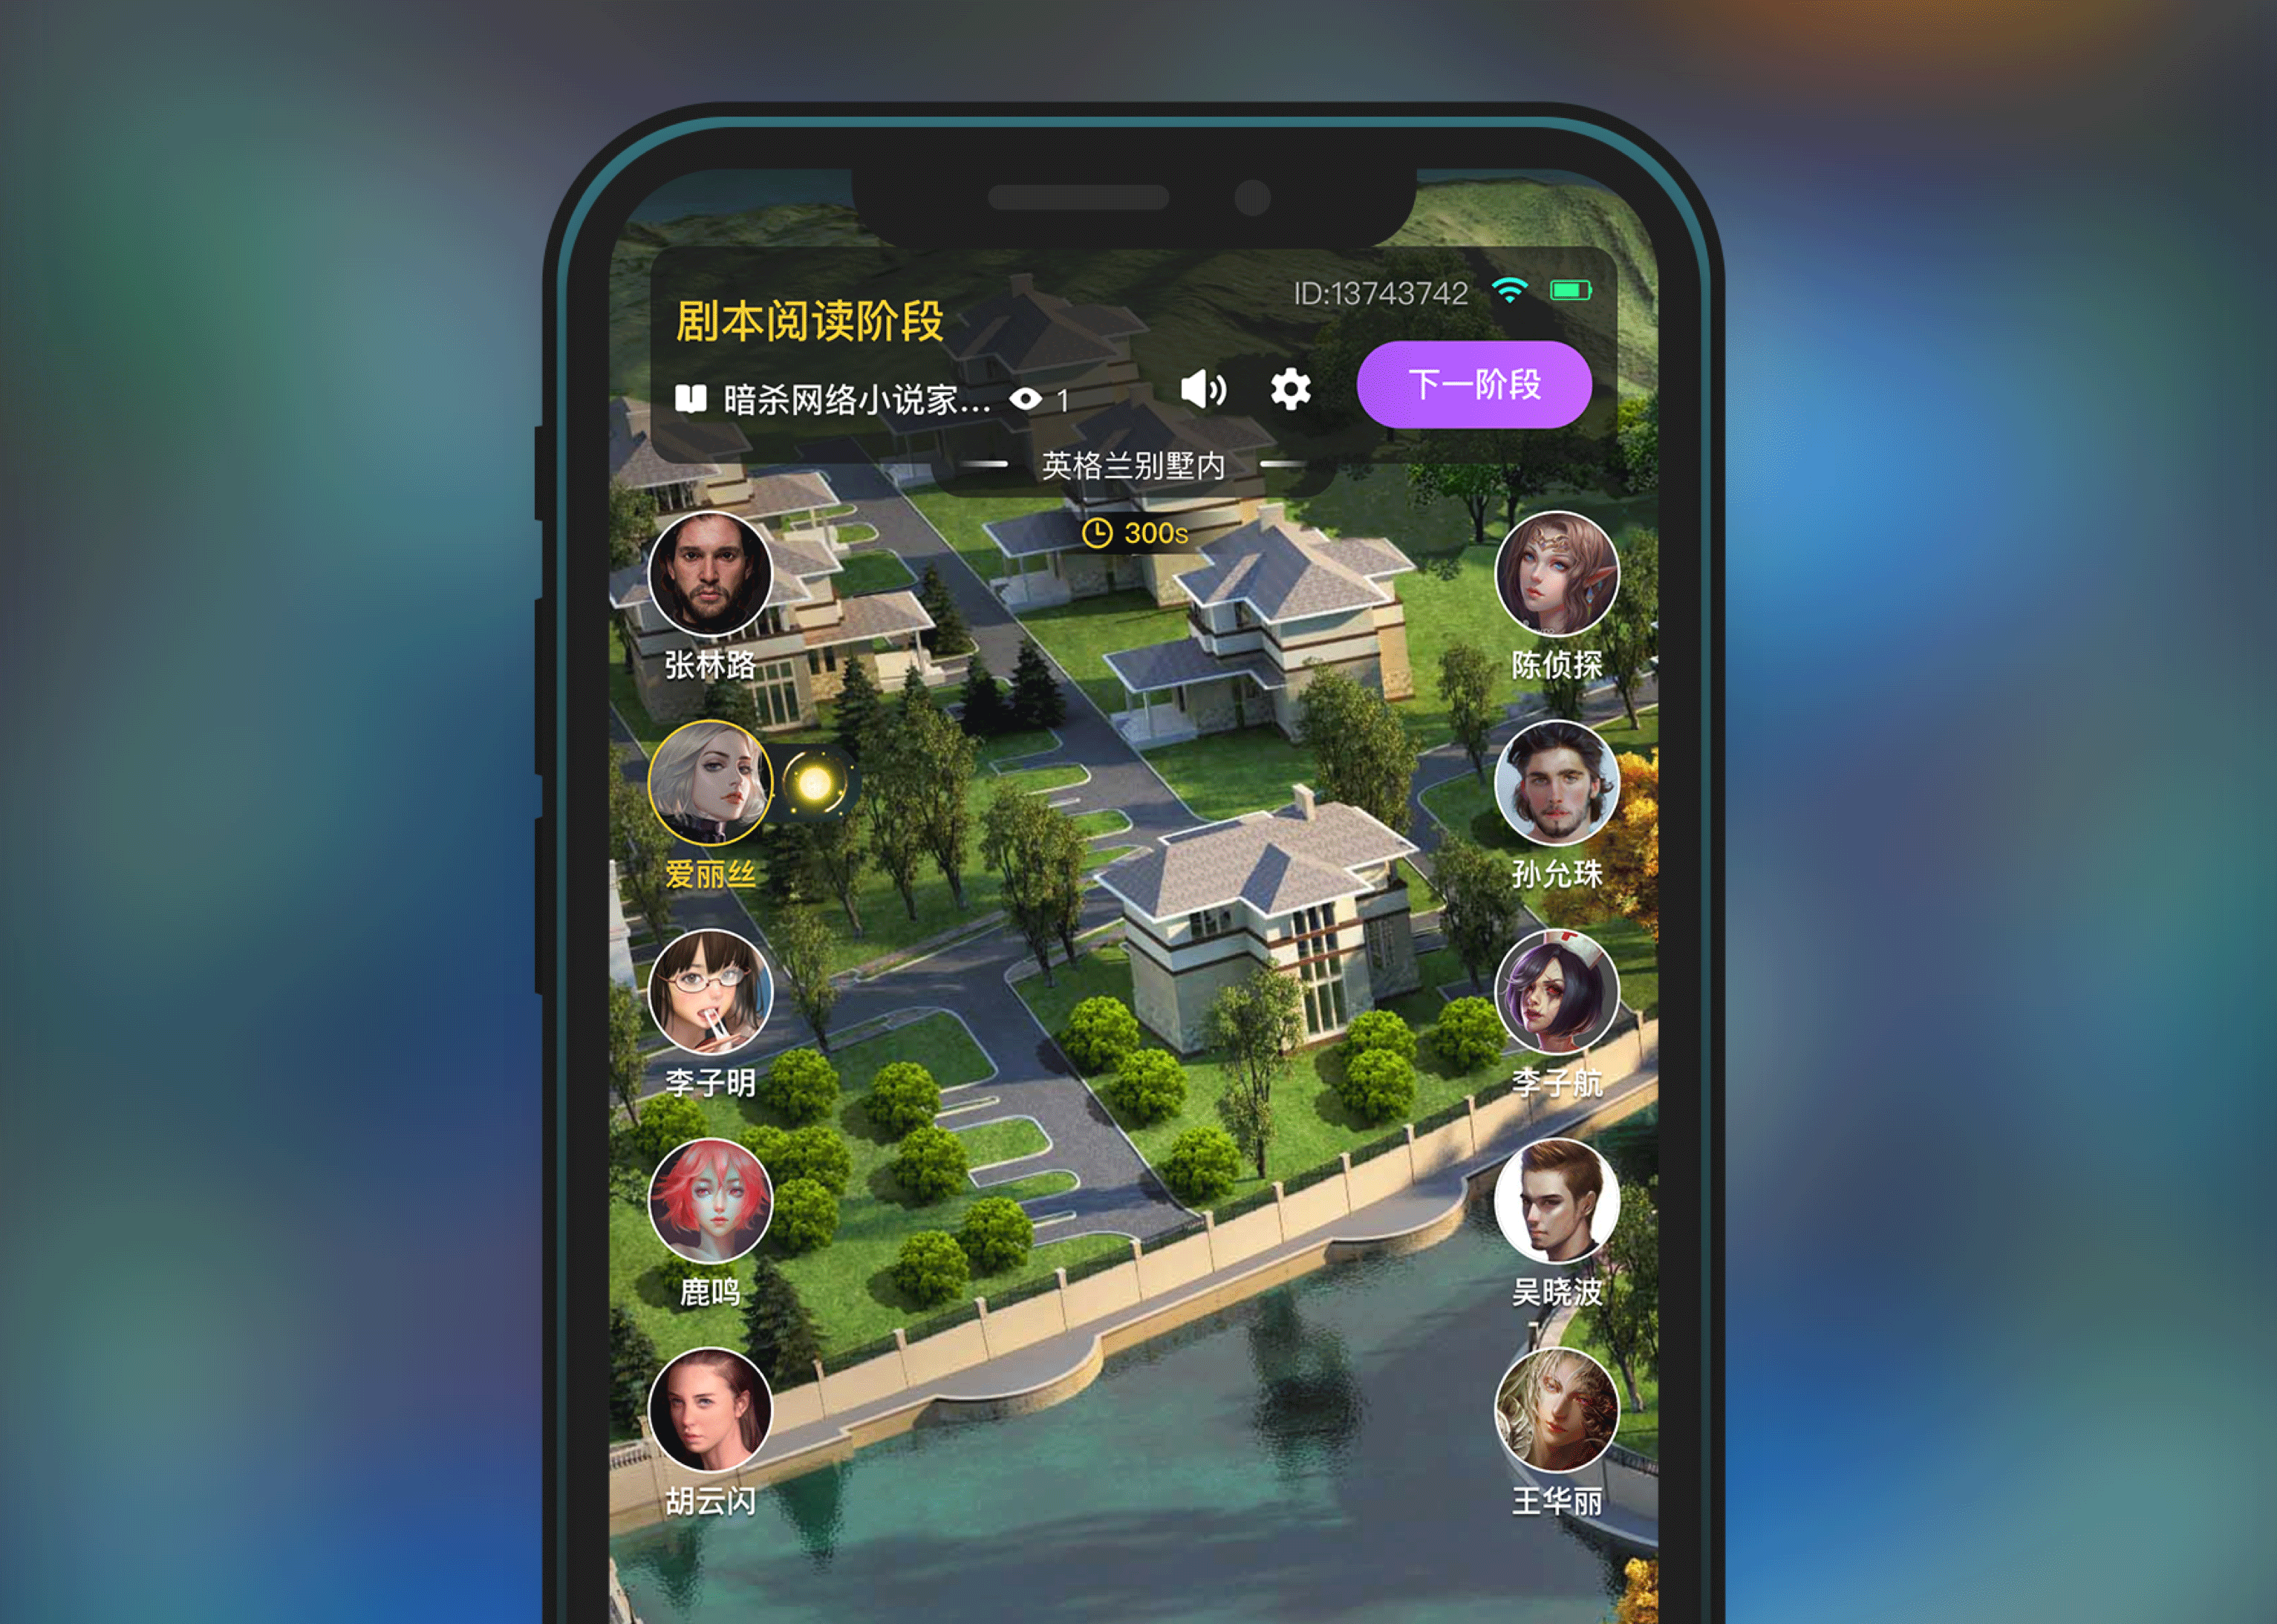 ID:13743742
剧本阅读阶段
暗杀网络小说家... 1
下一阶段
英格兰别墅内
300s
张林路
陈侦探
爱丽丝
孙允珠
李子明
李子航
鹿鸣
吴晓波
胡云闪
王华丽